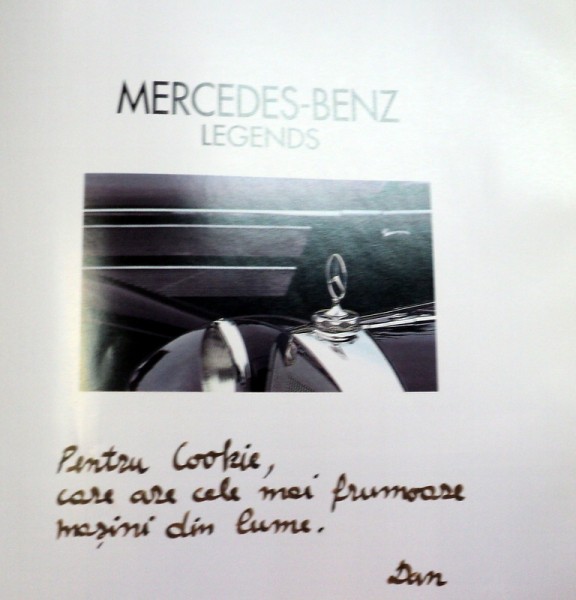 MERCEDES-BENZ
LEGENDS
Pentru Cookie,
care are cele mai frumoase
mașini din lume.
Dan